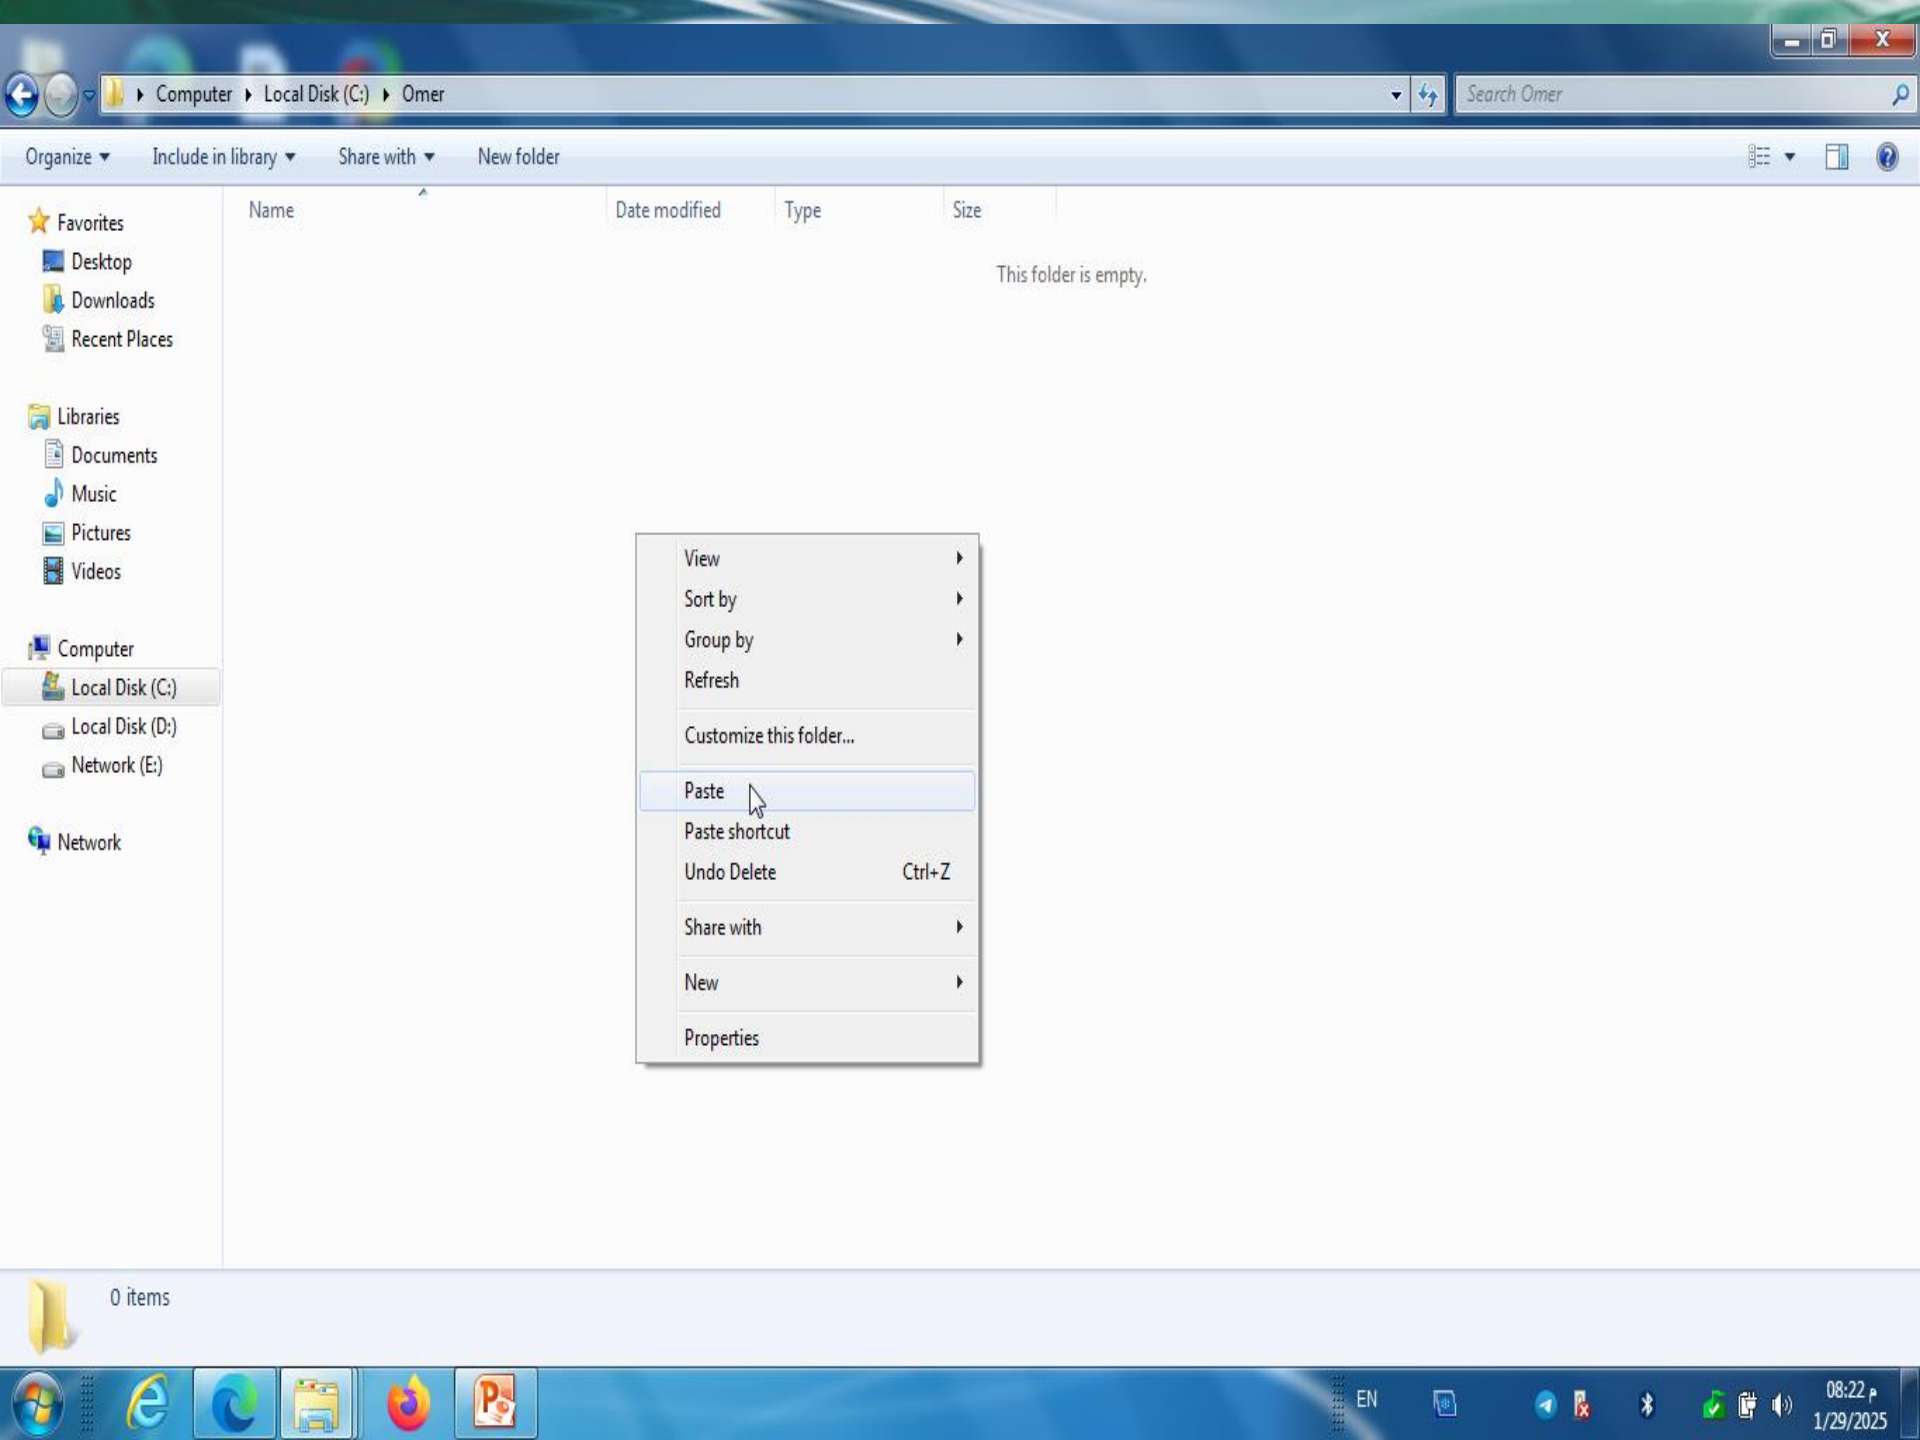 Computer Local Disk (C:) Omer
Search Omer
Organize Include in library Share with New folder
Name Date modified Type Size
This folder is empty.
Favorites
Desktop
Downloads
Recent Places
Libraries
Documents
Music
Pictures
Videos
Computer
Local Disk (C:)
Local Disk (D:)
Network (E:)
Network
View
Sort by
Group by
Refresh
Customize this folder...
Paste
Paste shortcut
Undo Delete Ctrl+Z
Share with
New
Properties
0 items
EN
08:22 م
1/29/2025